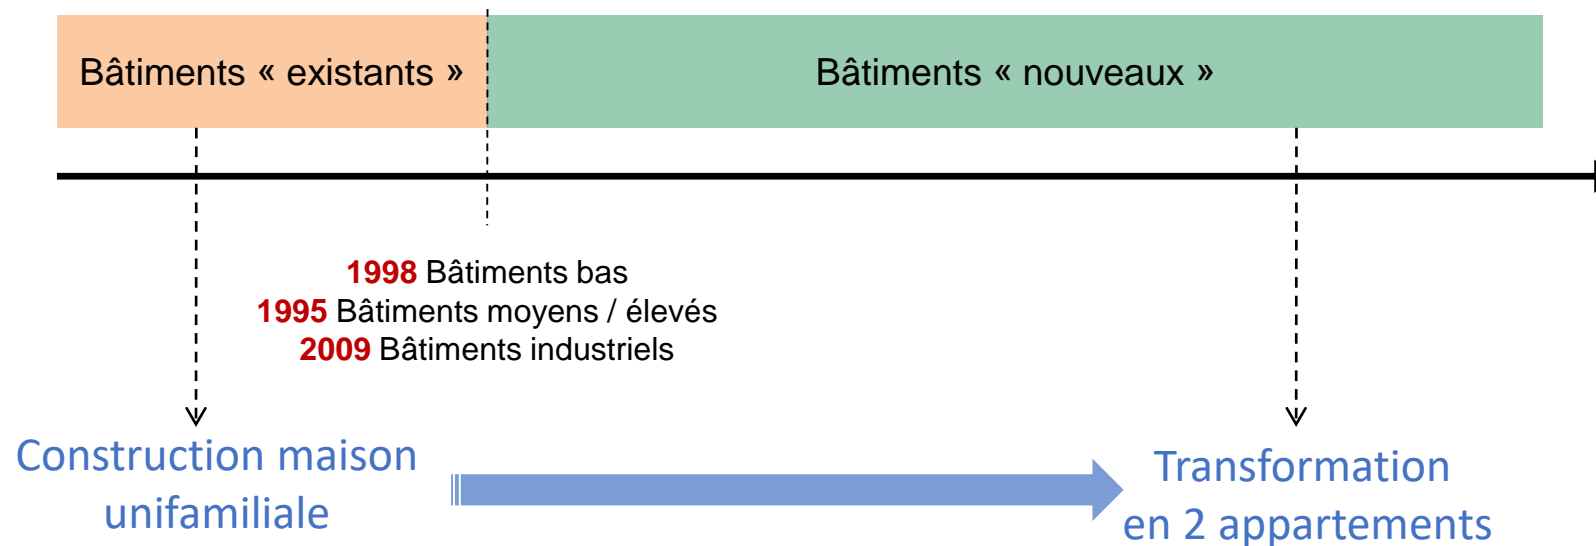 Bâtiments « existants »
Bâtiments « nouveaux »
1998 Bâtiments bas
1995 Bâtiments moyens / élevés
2009 Bâtiments industriels
Construction maison
unifamiliale
Transformation
en 2 appartements